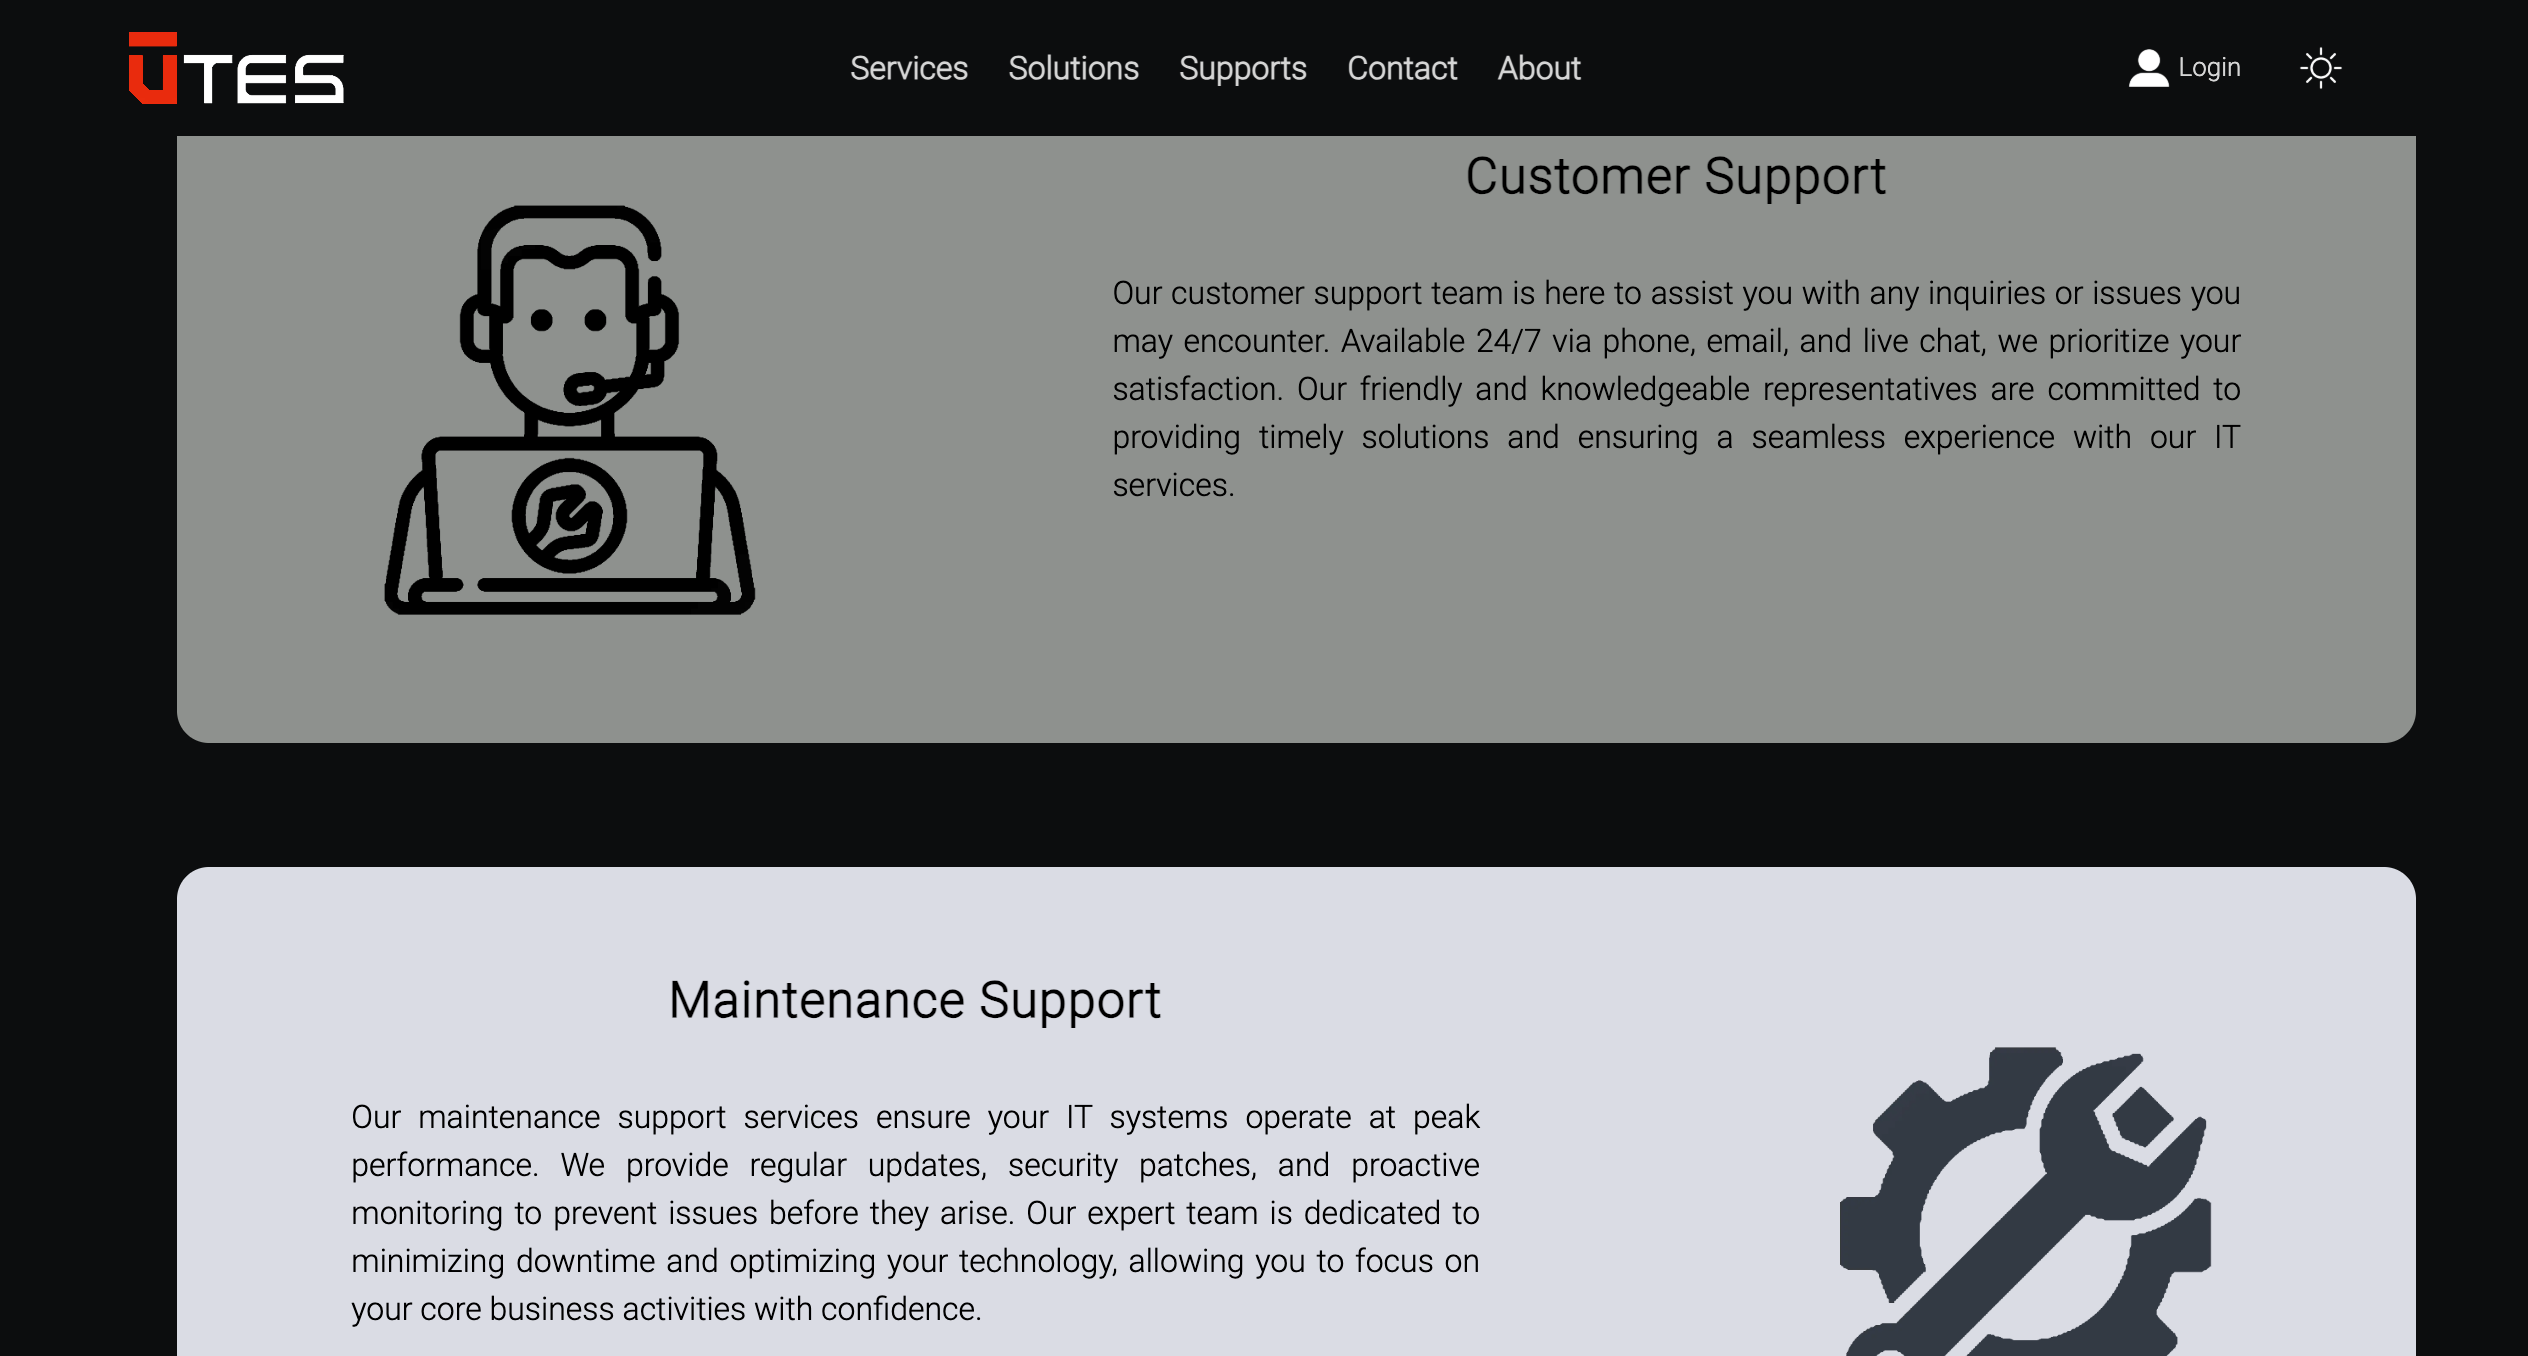 UTES
Services Solutions Supports Contact About
Login
Customer Support
Our customer support team is here to assist you with any inquiries or issues you
may encounter. Available 24/7 via phone, email, and live chat, we prioritize your
satisfaction. Our friendly and knowledgeable representatives are committed to
providing timely solutions and ensuring a seamless experience with our IT
services.
Maintenance Support
Our maintenance support services ensure your IT systems operate at peak
performance. We provide regular updates, security patches, and proactive
monitoring to prevent issues before they arise. Our expert team is dedicated to
minimizing downtime and optimizing your technology, allowing you to focus on
your core business activities with confidence.